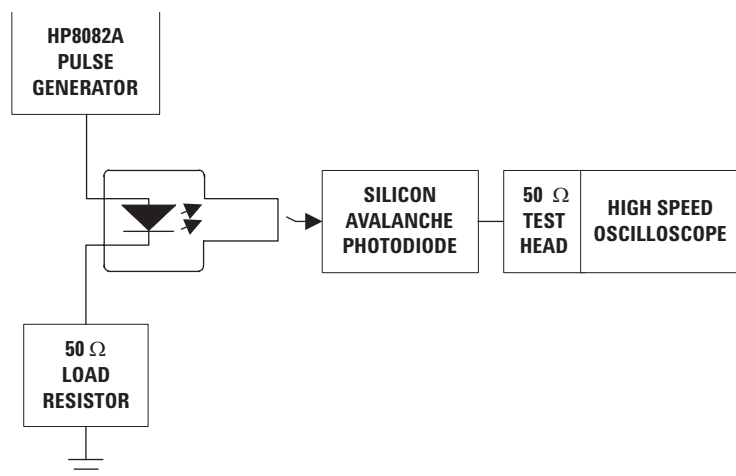 HP8082A
PULSE
GENERATOR
SILICON
AVALANCHE
PHOTODIODE
50 Ω
TEST
HEAD
HIGH SPEED
OSCILLOSCOPE
50 Ω
LOAD
RESISTOR